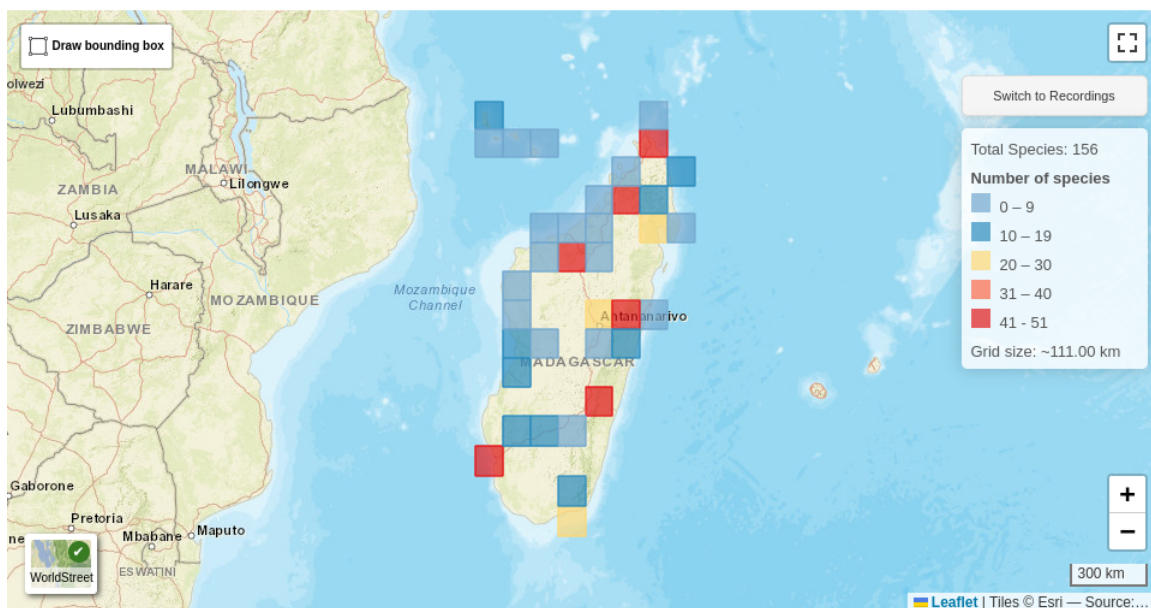 Draw bounding box
olwezi
Lubumbashi
MALAWI
Lilongwe
ZAMBIA
Lusaka
Harare
MOZAMBIQUE
ZIMBABWE
Mozambique
Channel
Antananarivo
MADAGASCAR
Gaborone
Pretoria
ne
Mbabane
Maputo
ESWATINI
WorldStreet
Switch to Recordings
Total Species: 156
Number of species
0 – 9
10 – 19
20 – 30
31 – 40
41 - 51
Grid size: ~111.00 km
+
−
300 km
Leaflet | Tiles © Esri — Source:…